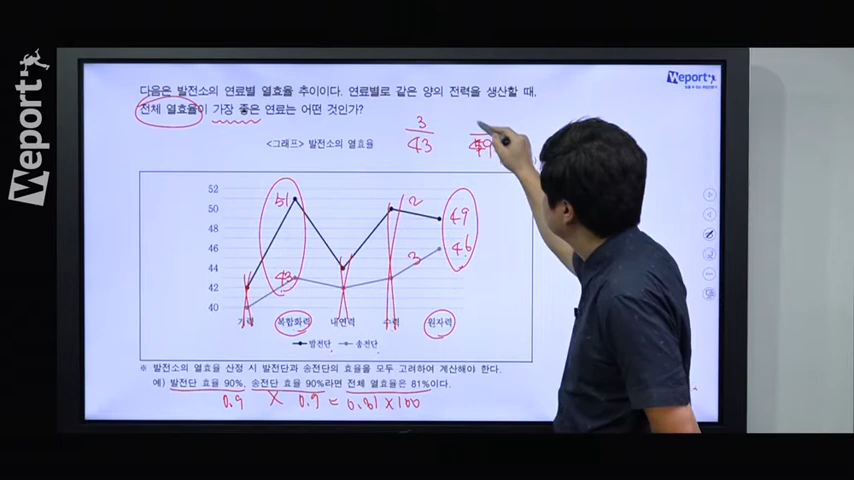 Weport
Weport
다음은 발전소의 연료별 열효율 추이이다. 연료별로 같은 양의 전력을 생산할 때,
전체 열효율이 가장 좋은 연료는 어떤 것인가?
3
43
49
<그래프> 발전소의 열효율
52
50
48
46
44
42
40
51
43
2
3
49
46
기력 복합화력 내연력 수력 원자력
발전단 송전단
※ 발전소의 열효율 산정 시 발전단과 송전단의 효율을 모두 고려하여 계산해야 한다.
예) 발전단 효율 90%, 송전단 효율 90%라면 전체 열효율은 81%이다.
0.9 X 0.9 = 0.81 X 100